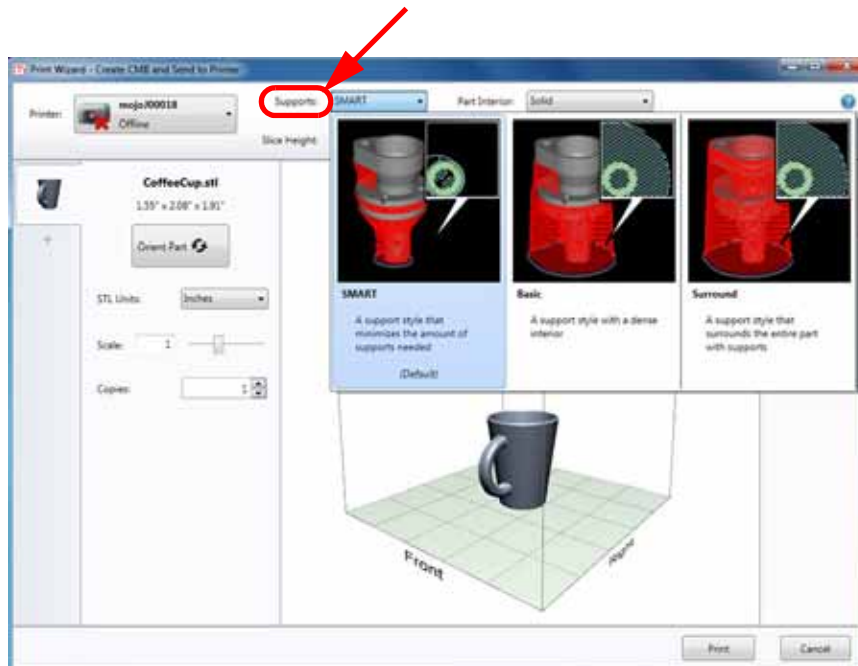 Print Wizard - Create CMB and Send to Printer
Printer:
mojo J00018
Offline
Supports:
SMART
Part Interior:
Solid
Slice Height:
CoffeeCup.stl
1.55" x 2.08" x 1.91"
Orient Part
STL Units:
Inches
Scale:
1
Copies:
1
SMART
A support style that
minimizes the amount of
supports needed
(Default)
Basic
A support style with a dense
interior
Surround
A support style that
surrounds the entire part
with supports
Front
Right
Print
Cancel